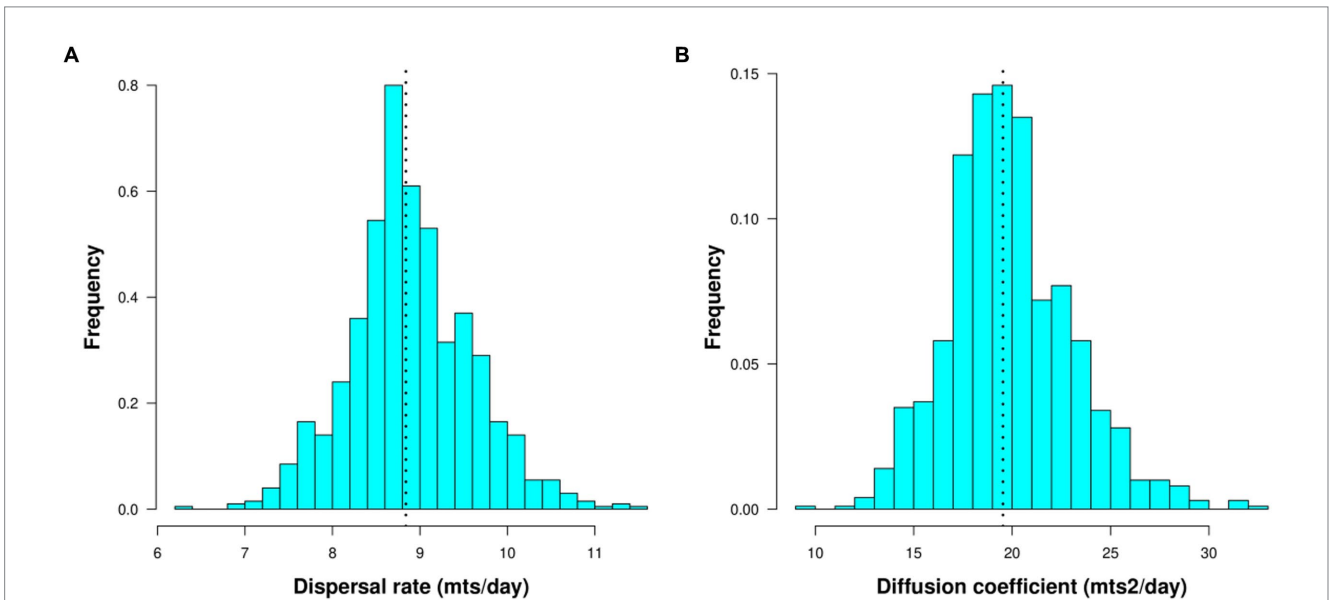 A
Frequency
0.8
0.6
0.4
0.2
0.0
6 7 8 9 10 11
Dispersal rate (mts/day)
B
Frequency
0.15
0.10
0.05
0.00
10 15 20 25 30
Diffusion coefficient (mts2/day)